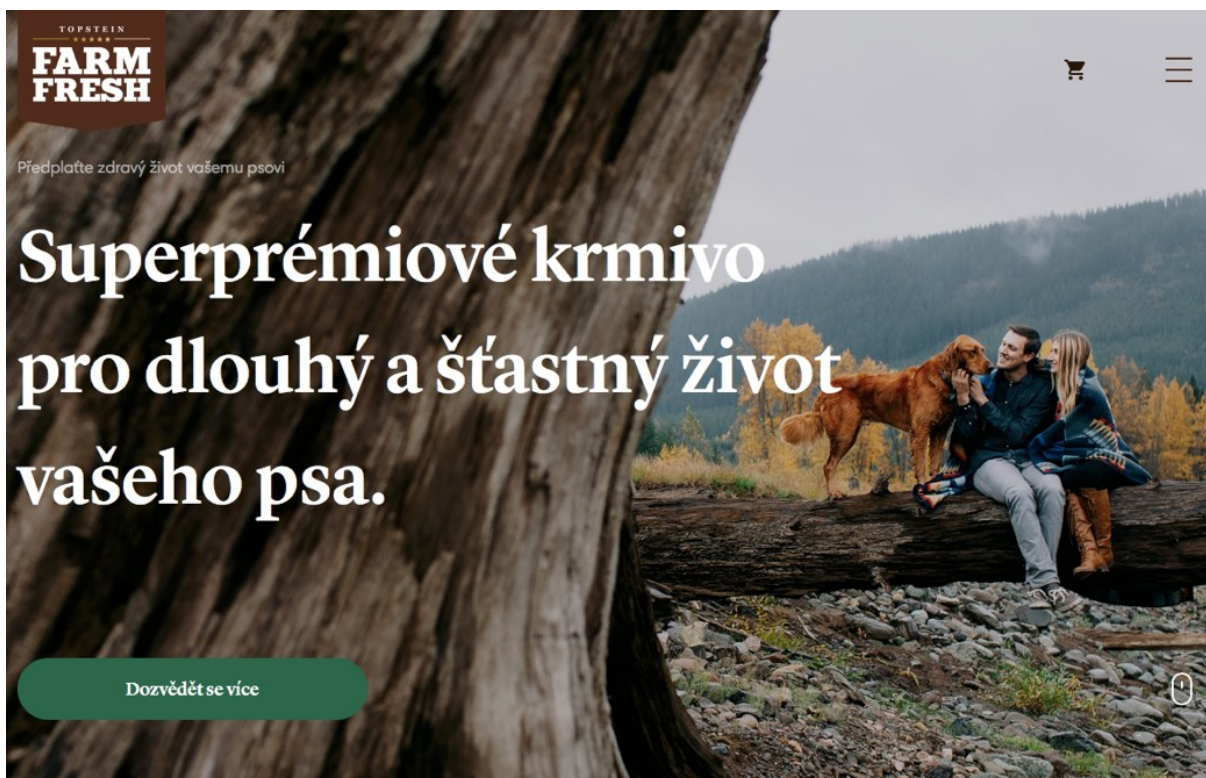 TOPSTEIN
FARM
FRESH
Předplaťte zdravý život vašemu psovi
Superprémiové krmivo
pro dlouhý a šťastný život
vašeho psa.
Dozvědět se více